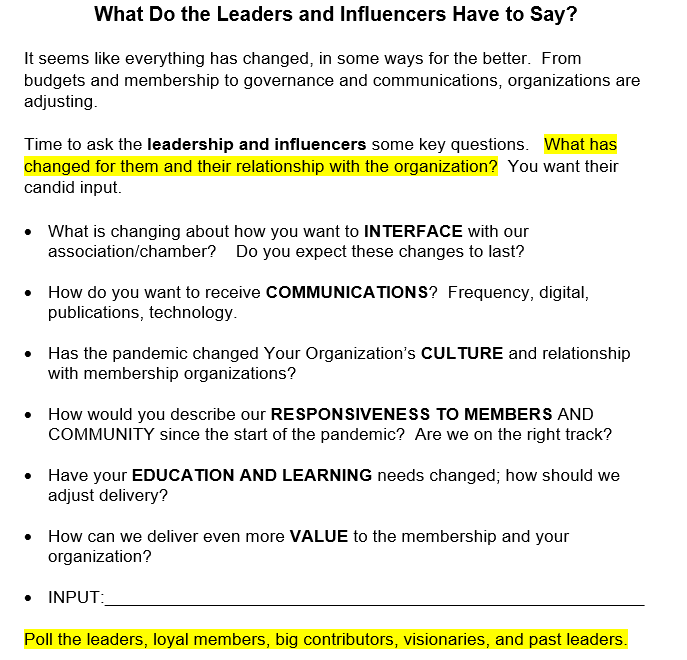 What Do the Leaders and Influencers Have to Say?
It seems like everything has changed, in some ways for the better.  From
budgets and membership to governance and communications, organizations are
adjusting.
Time to ask the leadership and influencers some key questions.   What has
changed for them and their relationship with the organization?  You want their
candid input.
• What is changing about how you want to INTERFACE with our
association/chamber?    Do you expect these changes to last?
• How do you want to receive COMMUNICATIONS?  Frequency, digital,
publications, technology.
• Has the pandemic changed Your Organization's CULTURE and relationship
with membership organizations?
• How would you describe our RESPONSIVENESS TO MEMBERS AND
COMMUNITY since the start of the pandemic?  Are we on the right track?
• Have your EDUCATION AND LEARNING needs changed; how should we
adjust delivery?
• How can we deliver even more VALUE to the membership and your
organization?
• INPUT:___________________________________________________________
Poll the leaders, loyal members, big contributors, visionaries, and past leaders.